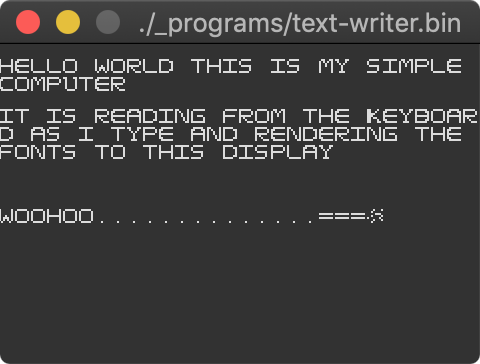 ./_programs/text-writer.bin
HELLO WORLD THIS IS MY SIMPLE
COMPUTER
IT IS READING FROM THE KEYBOAR
D AS I TYPE AND RENDERING THE
FONTS TO THIS DISPLAY
WOOHOO..............===